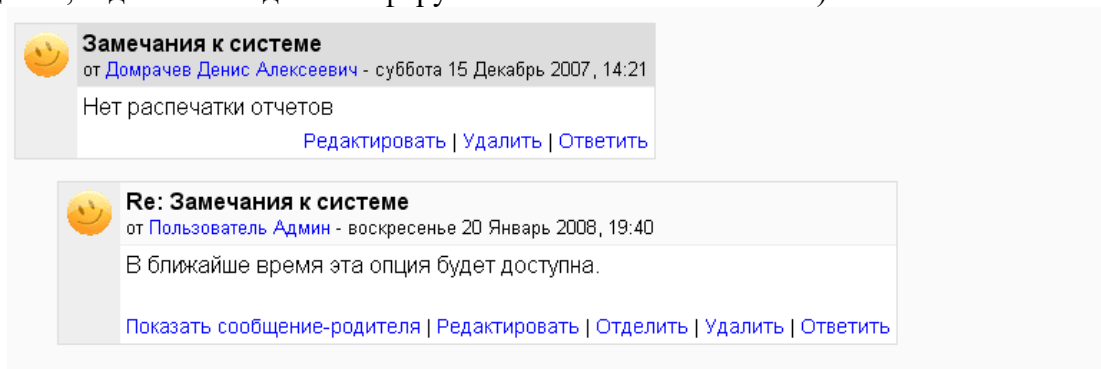 Замечания к системе
от Домрачев Денис Алексеевич - суббота 15 Декабрь 2007, 14:21
Нет распечатки отчетов
Редактировать | Удалить | Ответить
Re: Замечания к системе
от Пользователь Админ - воскресенье 20 Январь 2008, 19:40
В ближайше время эта опция будет доступна.
Показать сообщение-родителя | Редактировать | Отделить | Удалить | Ответить